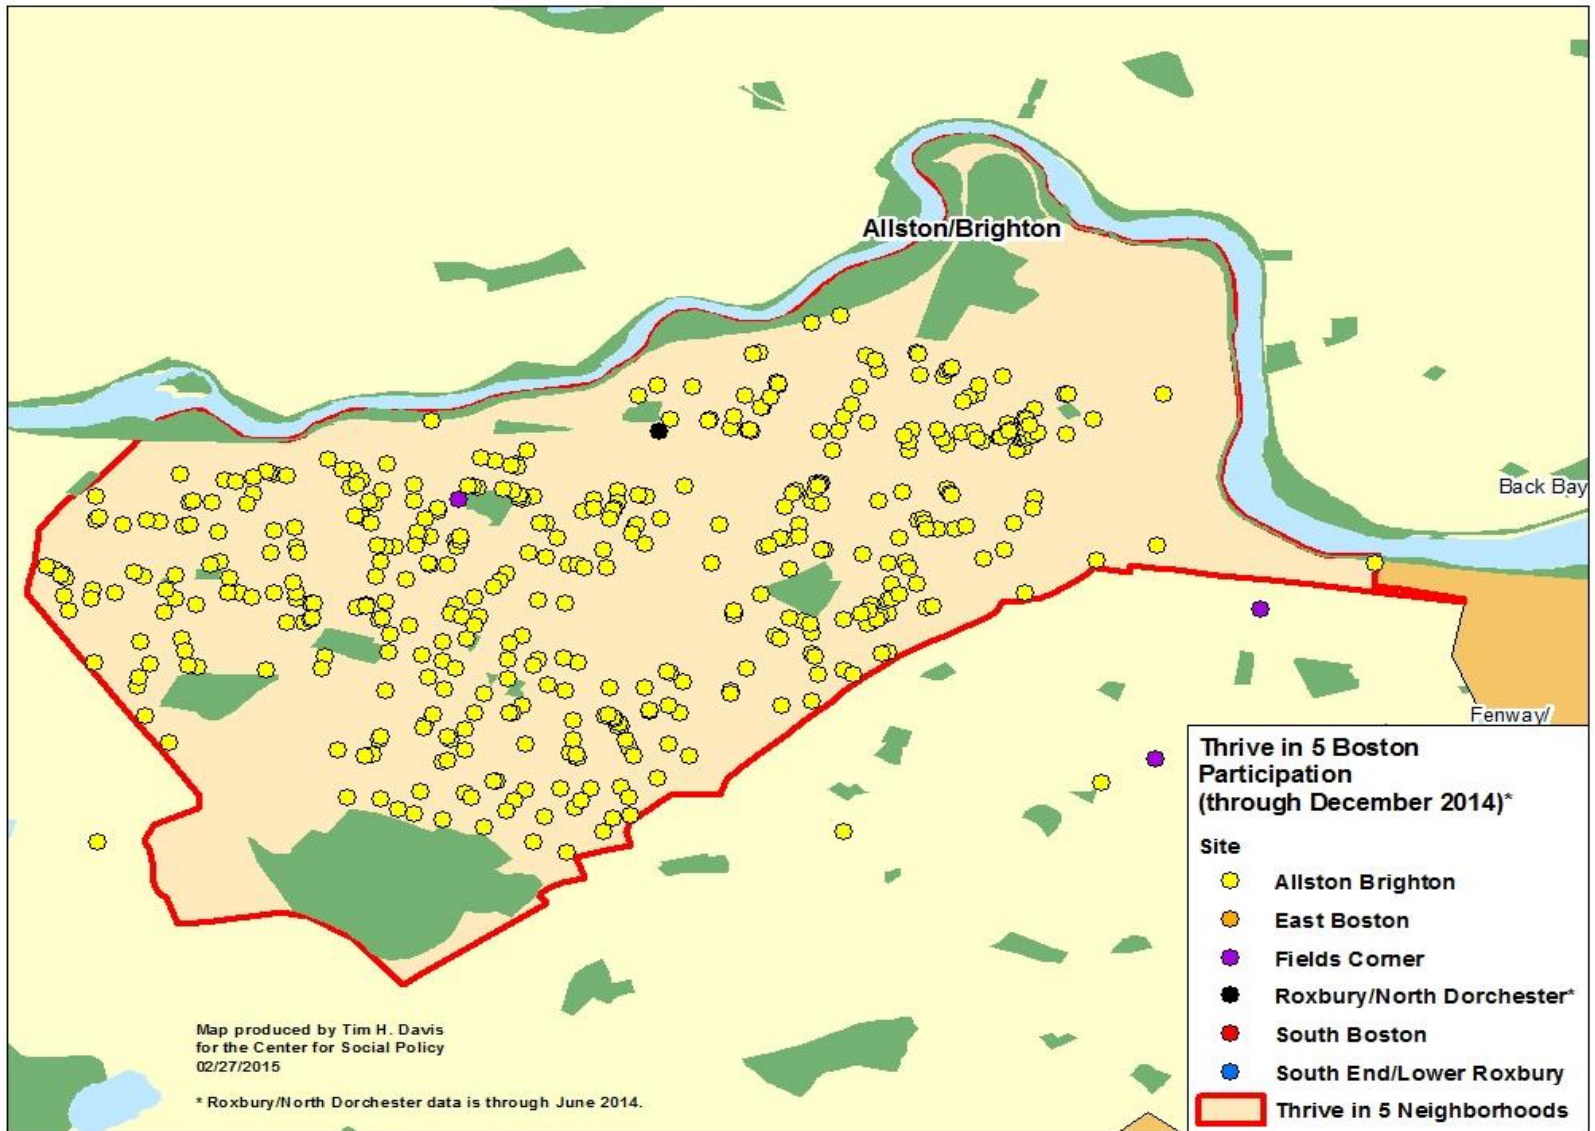 Allston/Brighton
Back Bay
Fenway/
Thrive in 5 Boston
Participation
(through December 2014)*
Site
Allston Brighton
East Boston
Fields Corner
Roxbury/North Dorchester*
South Boston
South End/Lower Roxbury
Thrive in 5 Neighborhoods
Map produced by Tim H. Davis
for the Center for Social Policy
02/27/2015
* Roxbury/North Dorchester data is through June 2014.